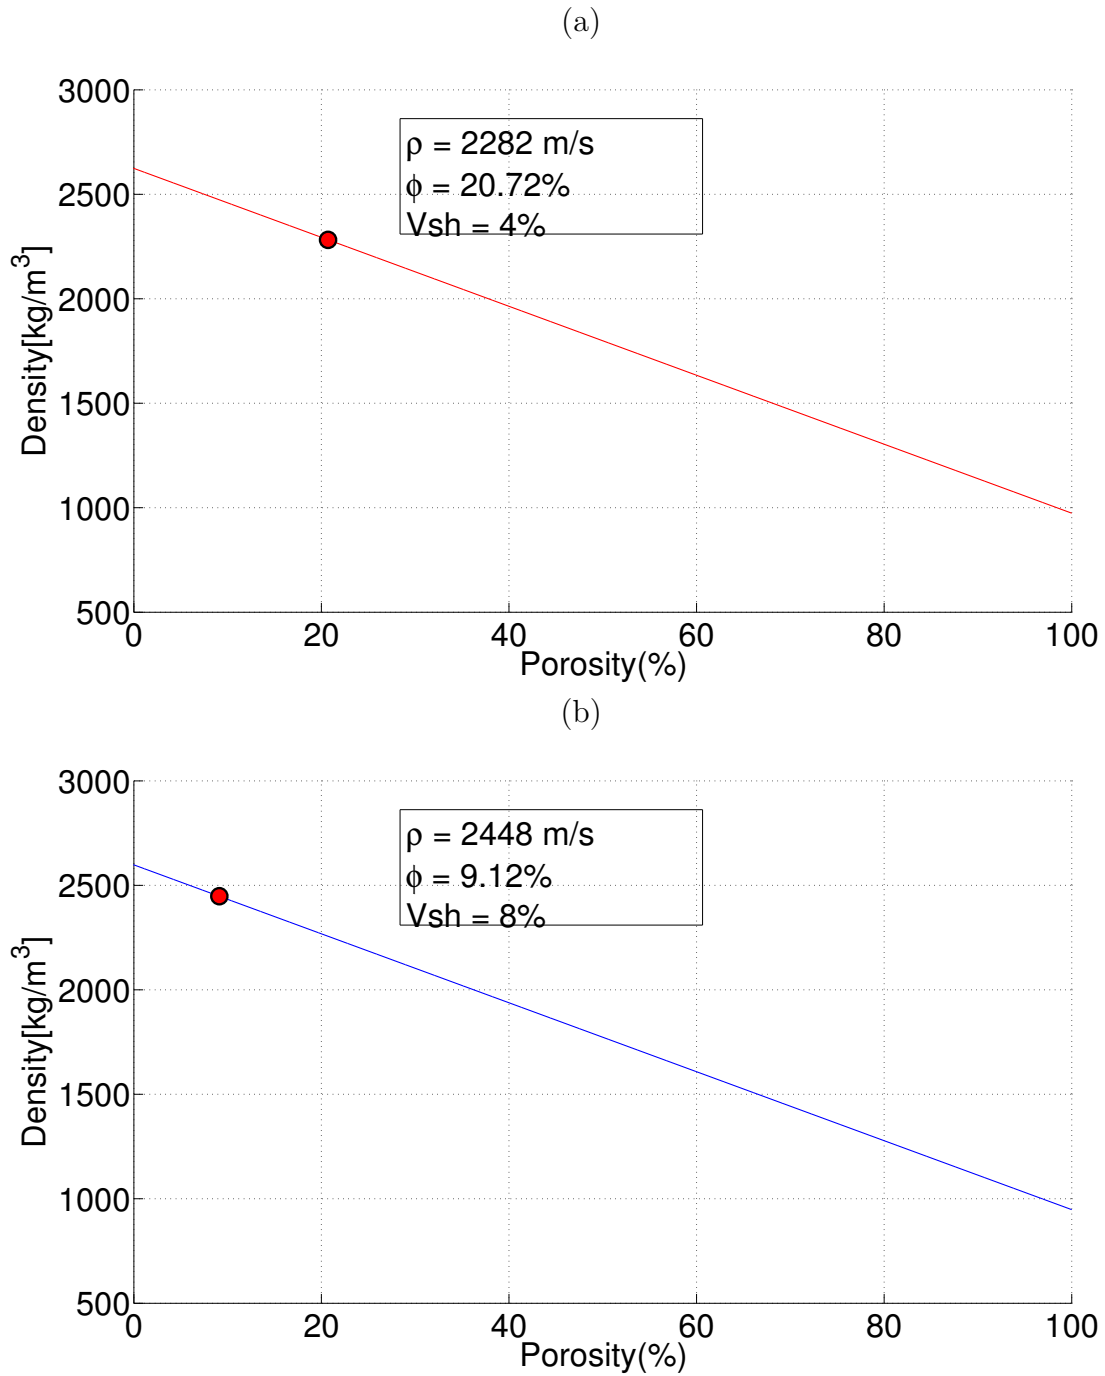 (a)
3000
2500
2000
1500
1000
500
Density[kg/m³]
ρ = 2282 m/s
ϕ = 20.72%
Vsh = 4%
0 20 40 60 80 100
Porosity(%)
(b)
3000
2500
2000
1500
1000
500
Density[kg/m³]
ρ = 2448 m/s
ϕ = 9.12%
Vsh = 8%
0 20 40 60 80 100
Porosity(%)